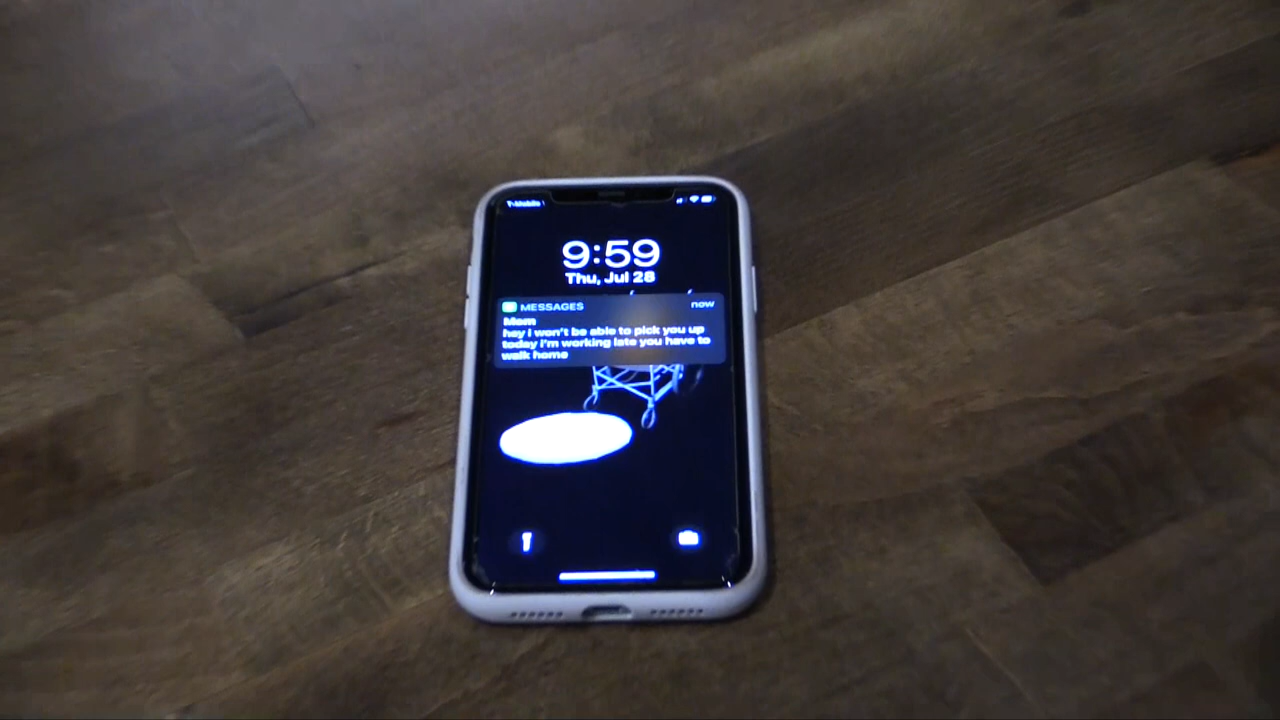 T-Mobile
9:59
Thu, Jul 28
MESSAGES now
Mom
hey i won't be able to pick you up
today i'm working late you have to
walk home